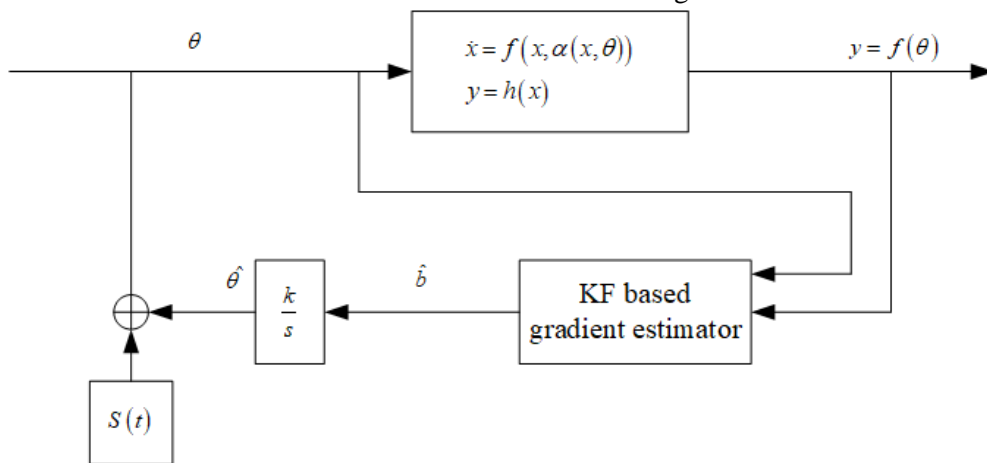 θ
ẋ = f(x, α(x, θ))
y = h(x)
y = f(θ)
θ̂
k
s
b̂
KF based
gradient estimator
S(t)